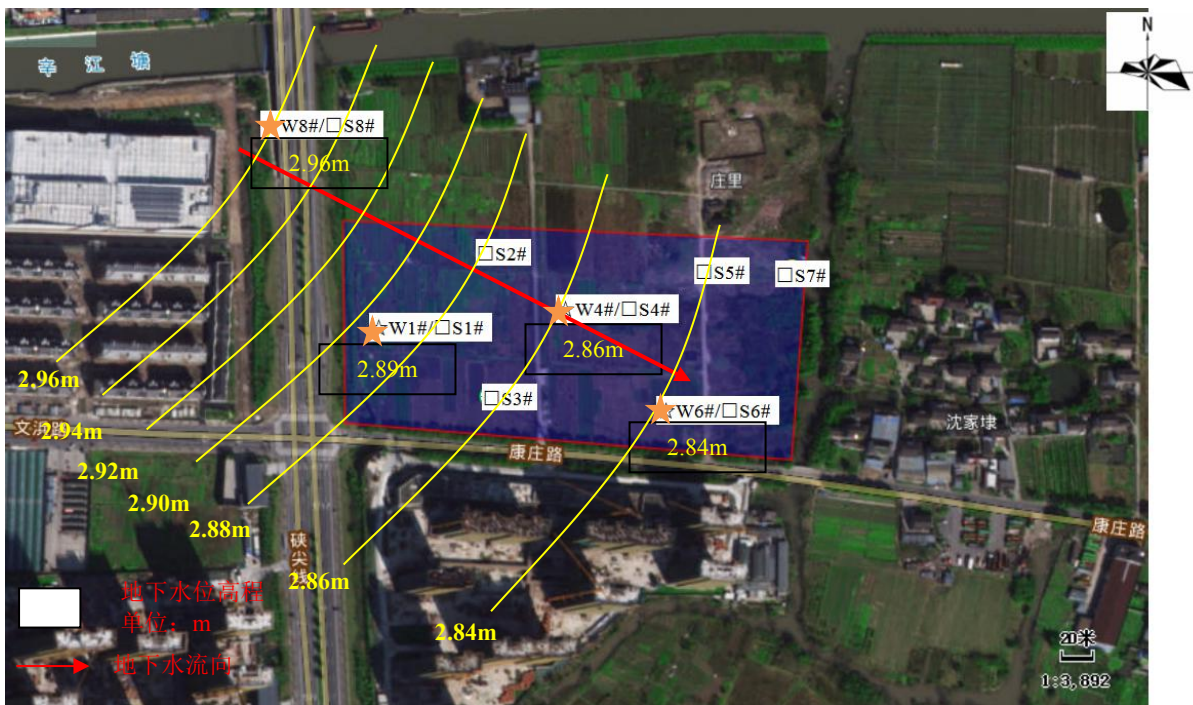 N
辛江塘
W8#/□S8#
2.96m
庄里
□S2#
□S5#
□S7#
☆W4#/□S4#
2.86m
☆W1#/□S1#
2.89m
2.96m
□S3#
☆W6#/□S6#
2.84m
沈家埭
2.94m
康庄路
2.92m
2.90m
2.88m
康庄路
硖尖线
2.86m
2.84m
地下水位高程
单位：m
地下水流向
20米
1:3,892